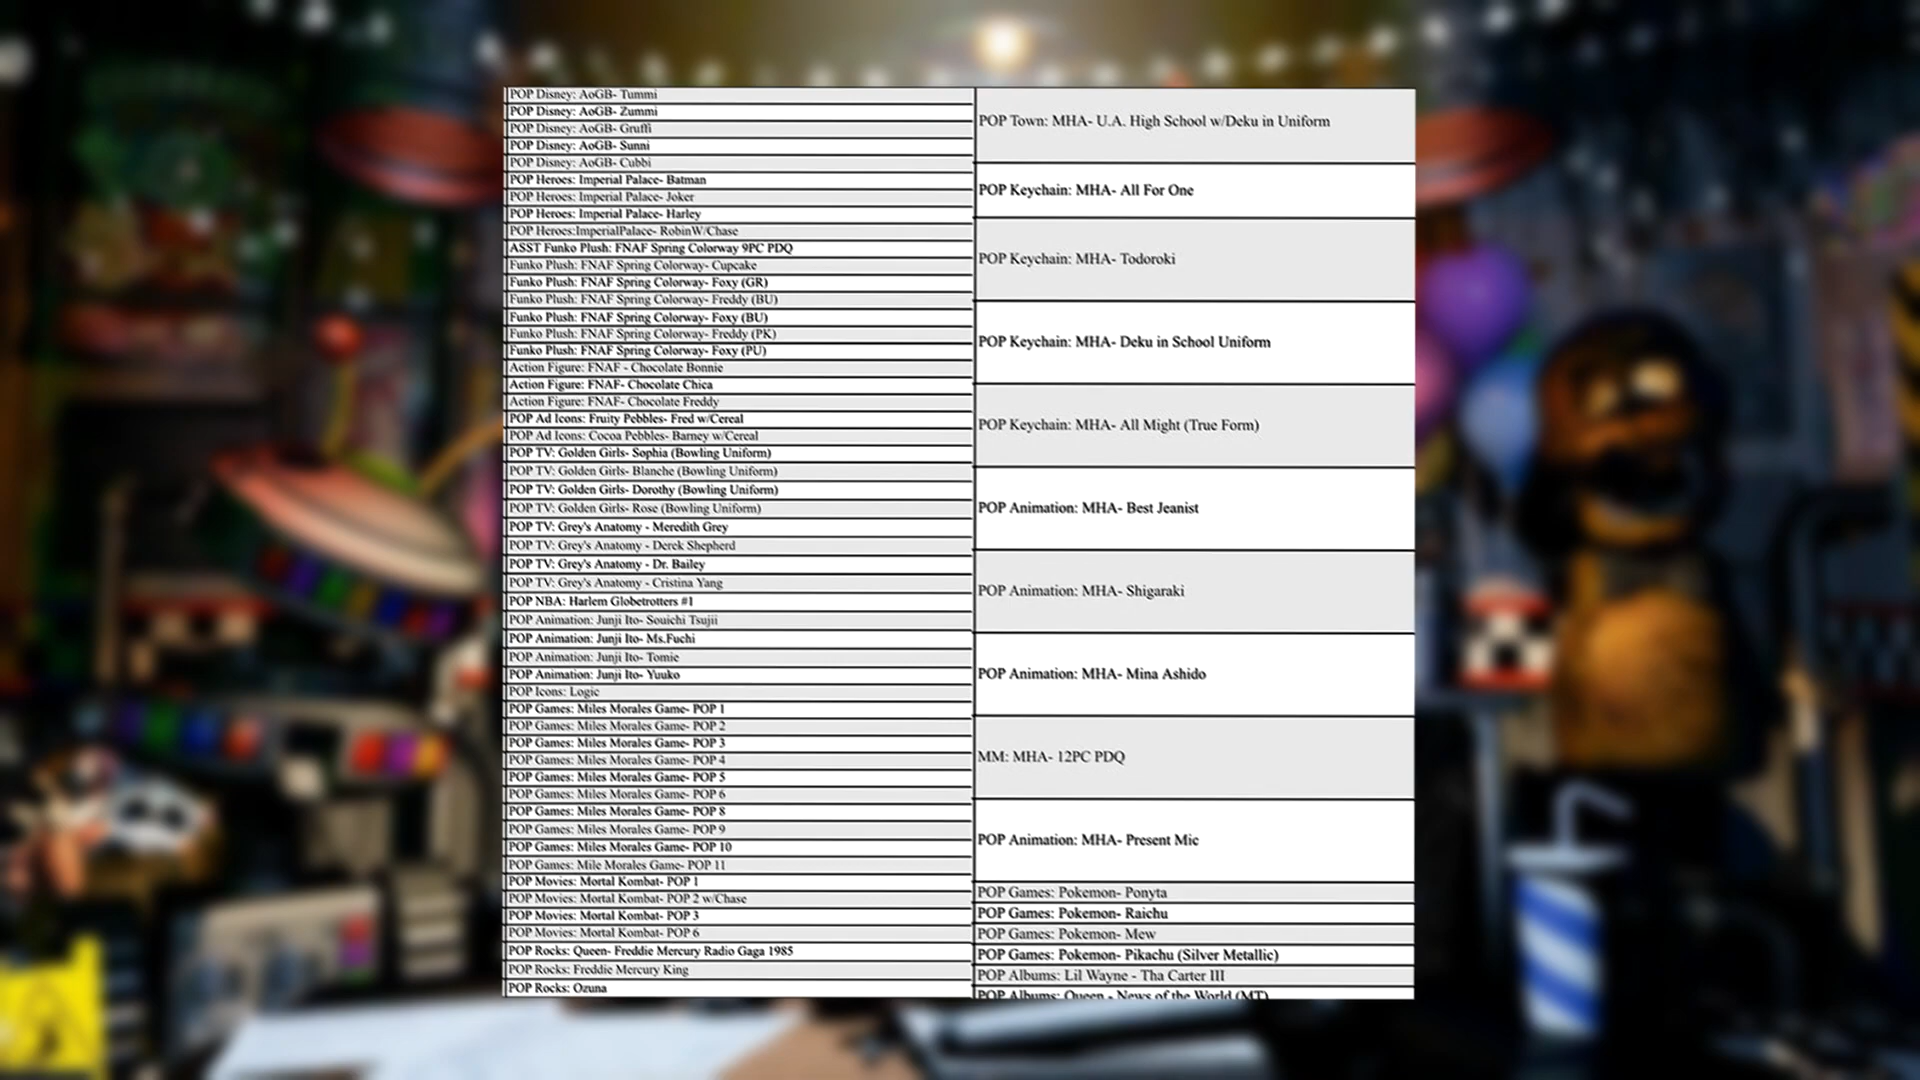 POP Disney: AoGB- Tummi
POP Disney: AoGB- Zummi
POP Disney: AoGB- Gruffi
POP Disney: AoGB- Sunni
POP Disney: AoGB- Cubbi
POP Heroes: Imperial Palace- Batman
POP Heroes: Imperial Palace- Joker
POP Heroes: Imperial Palace- Harley
POP Heroes:ImperialPalace- RobinW/Chase
ASST Funko Plush: FNAF Spring Colorway 9PC PDQ
Funko Plush: FNAF Spring Colorway- Cupcake
Funko Plush: FNAF Spring Colorway- Foxy (GR)
Funko Plush: FNAF Spring Colorway- Freddy (BU)
Funko Plush: FNAF Spring Colorway- Foxy (BU)
Funko Plush: FNAF Spring Colorway- Freddy (PK)
Funko Plush: FNAF Spring Colorway- Foxy (PU)
Action Figure: FNAF - Chocolate Bonnie
Action Figure: FNAF- Chocolate Chica
Action Figure: FNAF- Chocolate Freddy
POP Ad Icons: Fruity Pebbles- Fred w/Cereal
POP Ad Icons: Cocoa Pebbles- Barney w/Cereal
POP TV: Golden Girls- Sophia (Bowling Uniform)
POP TV: Golden Girls- Blanche (Bowling Uniform)
POP TV: Golden Girls- Dorothy (Bowling Uniform)
POP TV: Golden Girls- Rose (Bowling Uniform)
POP TV: Grey's Anatomy - Meredith Grey
POP TV: Grey's Anatomy - Derek Shepherd
POP TV: Grey's Anatomy - Dr. Bailey
POP TV: Grey's Anatomy - Cristina Yang
POP NBA: Harlem Globetrotters #1
POP Animation: Junji Ito- Souichi Tsujii
POP Animation: Junji Ito- Ms.Fuchi
POP Animation: Junji Ito- Tomie
POP Animation: Junji Ito- Yuuko
POP Icons: Logic
POP Games: Miles Morales Game- POP 1
POP Games: Miles Morales Game- POP 2
POP Games: Miles Morales Game- POP 3
POP Games: Miles Morales Game- POP 4
POP Games: Miles Morales Game- POP 5
POP Games: Miles Morales Game- POP 6
POP Games: Miles Morales Game- POP 8
POP Games: Miles Morales Game- POP 9
POP Games: Miles Morales Game- POP 10
POP Games: Mile Morales Game- POP 11
POP Movies: Mortal Kombat- POP 1
POP Movies: Mortal Kombat- POP 2 w/Chase
POP Movies: Mortal Kombat- POP 3
POP Movies: Mortal Kombat- POP 6
POP Rocks: Queen- Freddie Mercury Radio Gaga 1985
POP Rocks: Freddie Mercury King
POP Rocks: Ozuna
POP Town: MHA- U.A. High School w/Deku in Uniform
POP Keychain: MHA- All For One
POP Keychain: MHA- Todoroki
POP Keychain: MHA- Deku in School Uniform
POP Keychain: MHA- All Might (True Form)
POP Animation: MHA- Best Jeanist
POP Animation: MHA- Shigaraki
POP Animation: MHA- Mina Ashido
MM: MHA- 12PC PDQ
POP Animation: MHA- Present Mic
POP Games: Pokemon- Ponyta
POP Games: Pokemon- Raichu
POP Games: Pokemon- Mew
POP Games: Pokemon- Pikachu (Silver Metallic)
POP Albums: Lil Wayne - Tha Carter III
POP Albums: Queen - News of the World (MT)